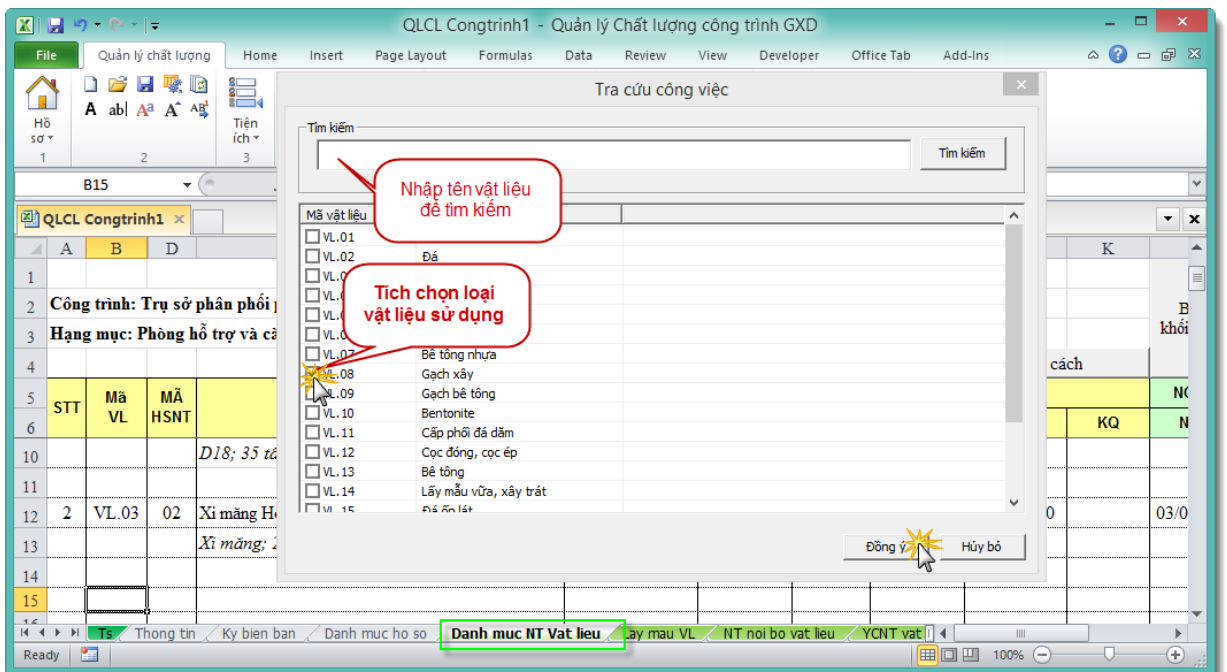 QLCL Congtrinh1 - Quản lý Chất lượng công trình GXD
File Quản lý chất lượng Home Insert Page Layout Formulas Data Review View Developer Office Tab Add-Ins
Hồ sơ
Tiện ích
1 2 3
B15
QLCL Congtrinh1
A B D K
Tra cứu công việc
Tìm kiếm
Tìm kiếm
Nhập tên vật liệu
để tìm kiếm
Mã vật liệu
VL.01
VL.02 Đá
Tích chọn loại
vật liệu sử dụng
VL.07 Bê tông nhựa
VL.08 Gạch xây
VL.09 Gạch bê tông
VL.10 Bentonite
VL.11 Cấp phối đá dăm
VL.12 Cọc đóng, cọc ép
VL.13 Bê tông
VL.14 Lấy mẫu vữa, xây trát
VL.15 Đá ốp lát
Đồng ý Hủy bỏ
1
2 Công trình: Trụ sở phân phối
3 Hạng mục: Phòng hỗ trợ và
khối
4 cách
5
STT Mã VL MÃ HSNT KQ
6
10 D18; 35
11
12 2 VL.03 02 Xi măng 03/0
13 Xi măng;
14
15
Ts Thong tin Ky bien ban Danh muc ho so Danh muc NT Vat lieu Lay mau VL NT noi bo vat lieu YCNT vat
Ready 100%